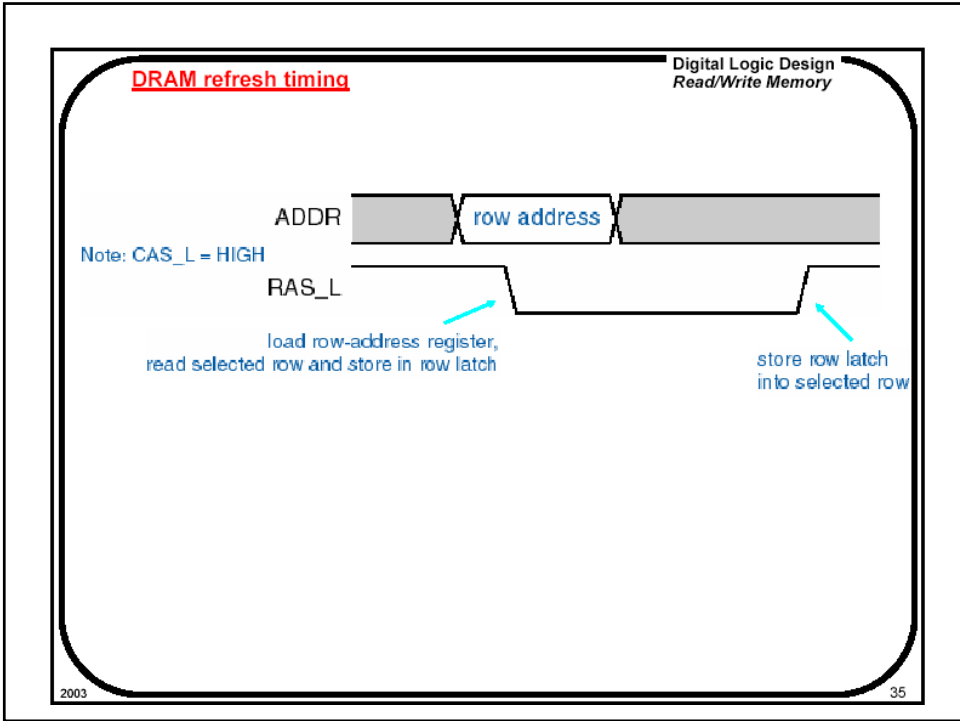 DRAM refresh timing
Digital Logic Design
Read/Write Memory
ADDR
row address
Note: CAS_L = HIGH
RAS_L
load row-address register,
read selected row and store in row latch
store row latch
into selected row
2003
35